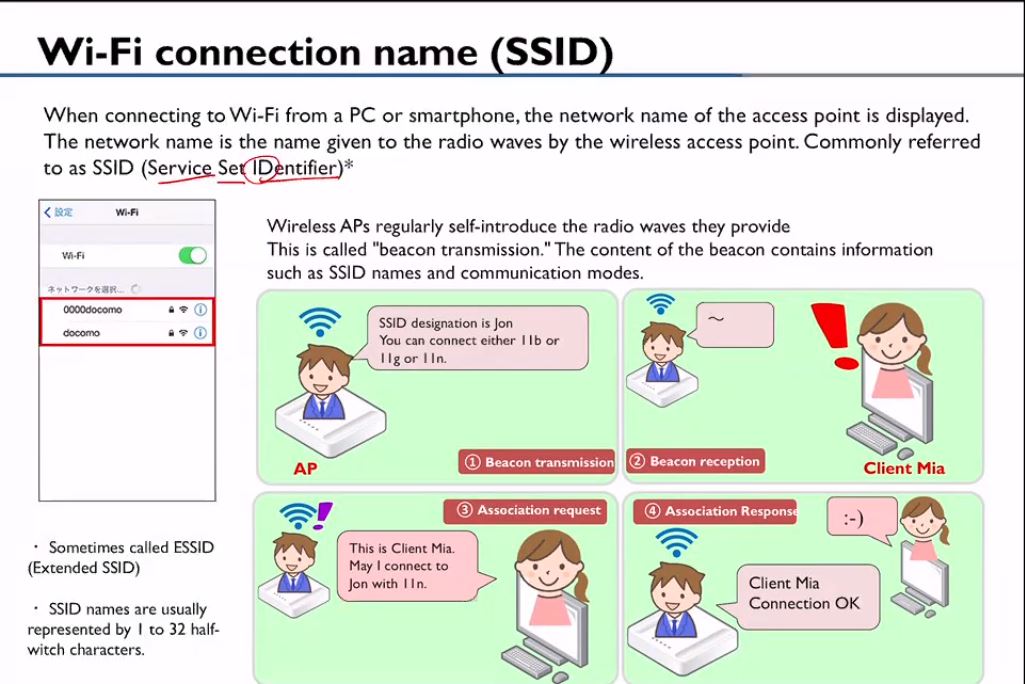 Wi-Fi connection name (SSID)
When connecting to Wi-Fi from a PC or smartphone, the network name of the access point is displayed.
The network name is the name given to the radio waves by the wireless access point. Commonly referred
to as SSID (Service Set IDentifier)*
設定
Wi-Fi
Wi-Fi
ネットワークを選択...
0000docomo
docomo
・ Sometimes called ESSID
(Extended SSID)
・ SSID names are usually
represented by 1 to 32 half-
witch characters.
Wireless APs regularly self-introduce the radio waves they provide
This is called "beacon transmission." The content of the beacon contains information
such as SSID names and communication modes.
SSID designation is Jon
You can connect either 11b or
11g or 11n.
AP
① Beacon transmission
～
② Beacon reception
Client Mia
③ Association request
This is Client Mia.
May I connect to
Jon with 11n.
④ Association Response
:-)
Client Mia
Connection OK